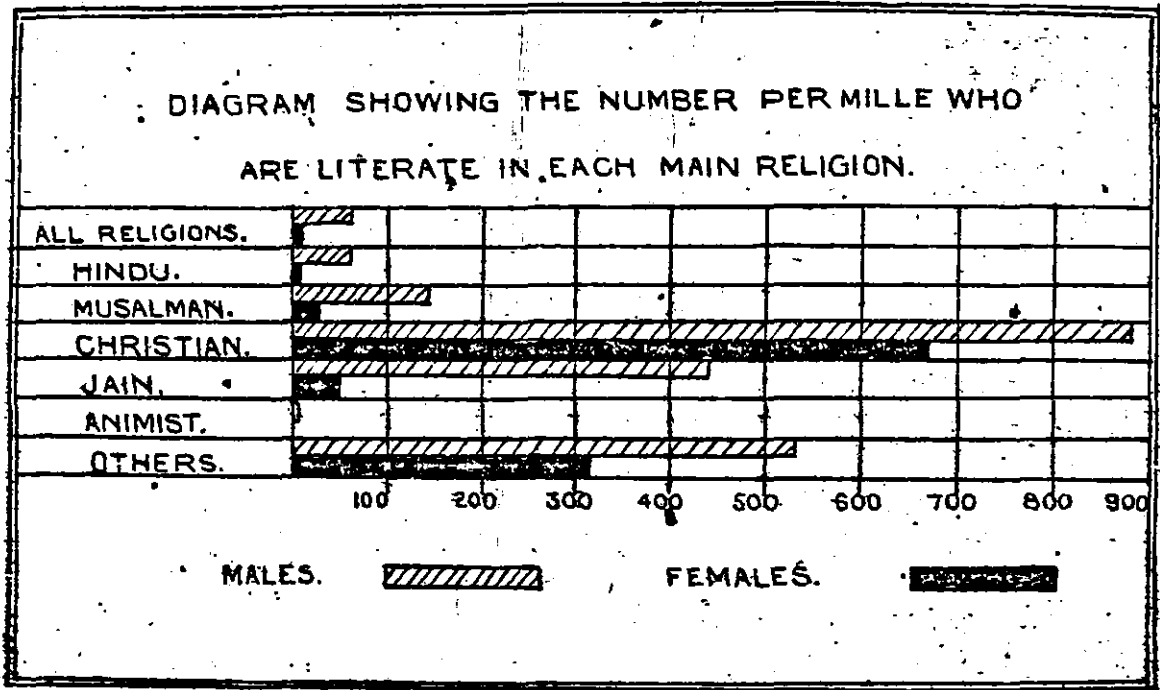 DIAGRAM SHOWING THE NUMBER PER MILLE WHO
ARE LITERATE IN EACH MAIN RELIGION.
ALL RELIGIONS.
HINDU.
MUSALMAN.
CHRISTIAN.
JAIN.
ANIMIST.
OTHERS.
100 200 300 400 500 600 700 800 900
MALES. FEMALES.